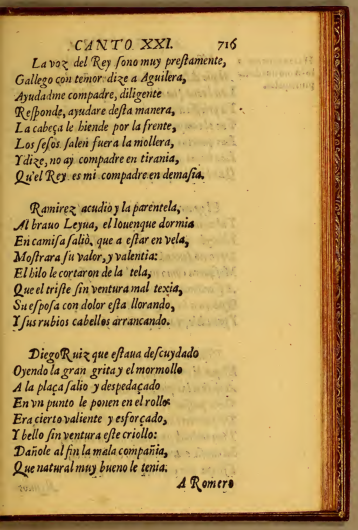 CANTO XXI. 716
La voz del Rey sono muy prestamente,
Gallego con temor dize a Aguilera,
Ayudadme compadre, diligente
Responde, ayudare desta manera,
La cabeça le hiende por la frente,
Los sesos salen fuera la mollera,
Y dize, no ay compadre en tirania,
Qu'el Rey es mi compadre en demasia.
Ramirez acudio y la parentela,
Al brauo Leyua, el Iouenque dormia
En camisa saliò, que a estar en vela,
Mostrara su valor, y valentia:
El hilo le cortaron de la tela,
Que el triste sin ventura mal texia,
Su esposa con dolor esta llorando,
Y sus rubios cabellos arrancando.
Diego Ruiz que estaua descuydado
Oyendo la gran grita y el mormollo
A la plaça salio y despedaçado
En vn punto le ponen en el rollo:
Era cierto valiente y esforçado,
Y bello sin ventura este criollo:
Dañole al fin la mala compañia,
Que natural muy bueno le tenia.
A Romero